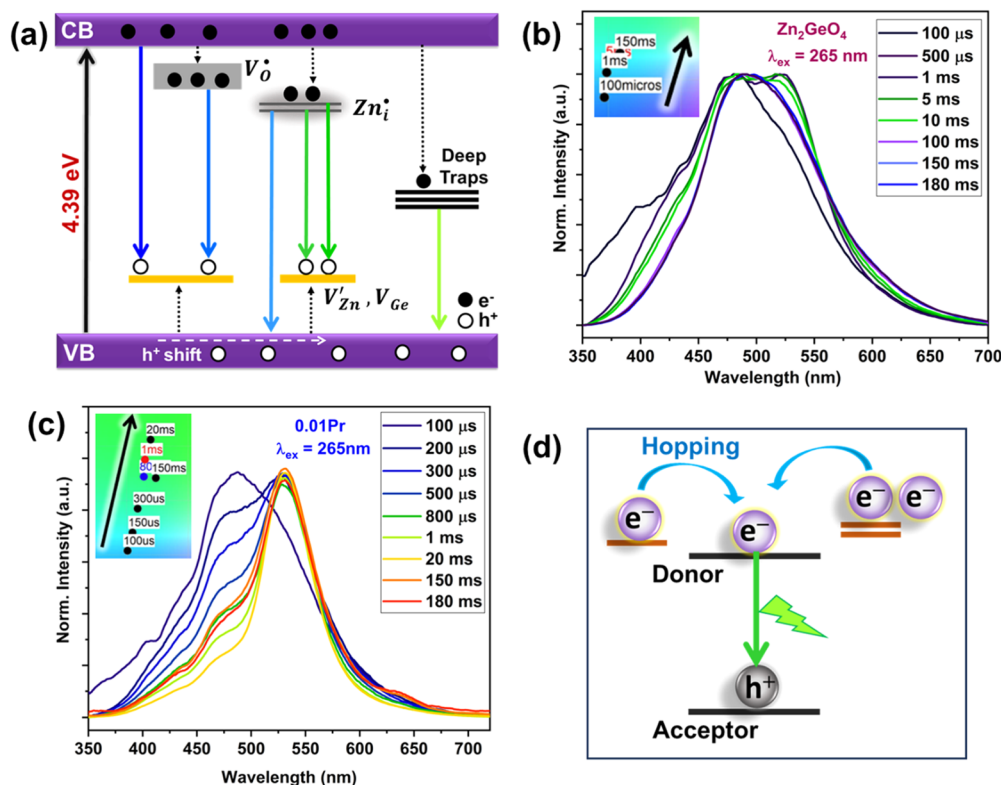 (a)
CB
V_O^•
Zn_i^•
Deep
Traps
4.39 eV
V'_Zn , V_Ge
e-
h+
VB
h+ shift
(b)
150ms
1ms
100micros
Zn2GeO4
λex = 265 nm
100 μs
500 μs
1 ms
5 ms
10 ms
100 ms
150 ms
180 ms
Norm. Intensity (a.u.)
350 400 450 500 550 600 650 700
Wavelength (nm)
(c)
20ms
1ms
80
150ms
300us
150us
100us
0.01Pr
λex = 265nm
100 μs
200 μs
300 μs
500 μs
800 μs
1 ms
20 ms
150 ms
180 ms
Norm. Intensity (a.u.)
350 400 450 500 550 600 650 700
Wavelength (nm)
(d)
Hopping
e−
e−
e− e−
Donor
h+
Acceptor